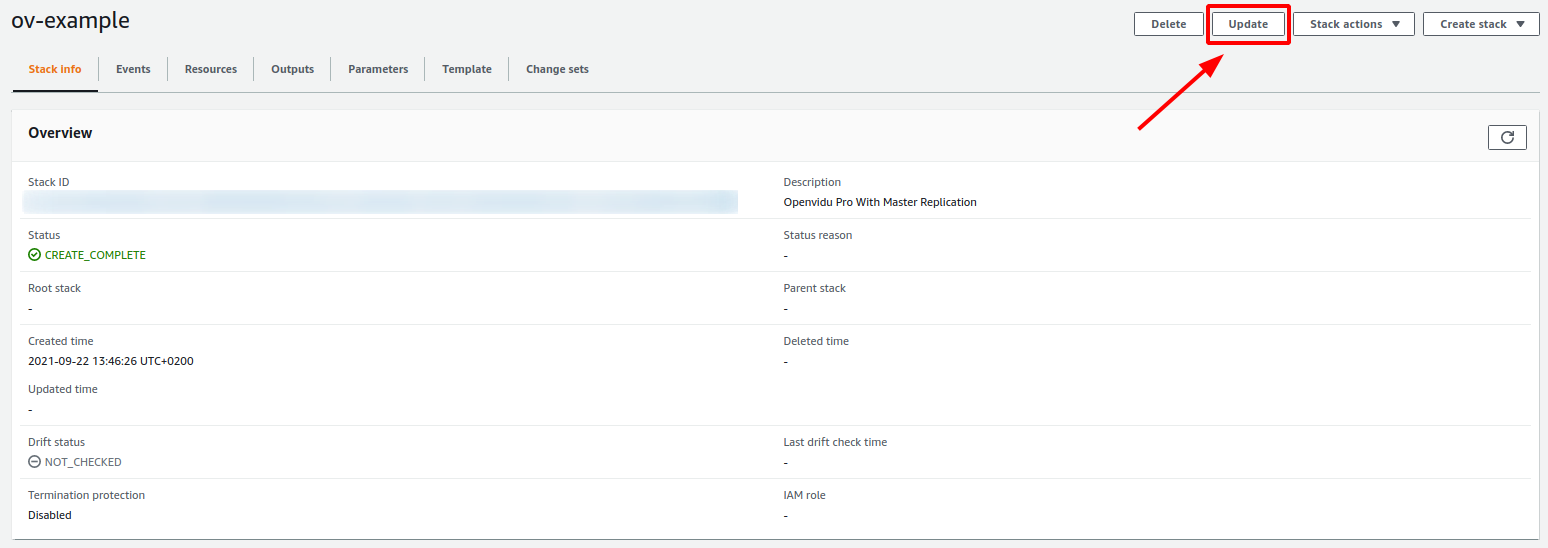 ov-example
Delete
Update
Stack actions
Create stack
Stack info
Events
Resources
Outputs
Parameters
Template
Change sets
Overview
Stack ID
Description
Openvidu Pro With Master Replication
Status
CREATE_COMPLETE
Status reason
-
Root stack
-
Parent stack
-
Created time
2021-09-22 13:46:26 UTC+0200
Deleted time
-
Updated time
-
Drift status
NOT_CHECKED
Last drift check time
-
Termination protection
Disabled
IAM role
-